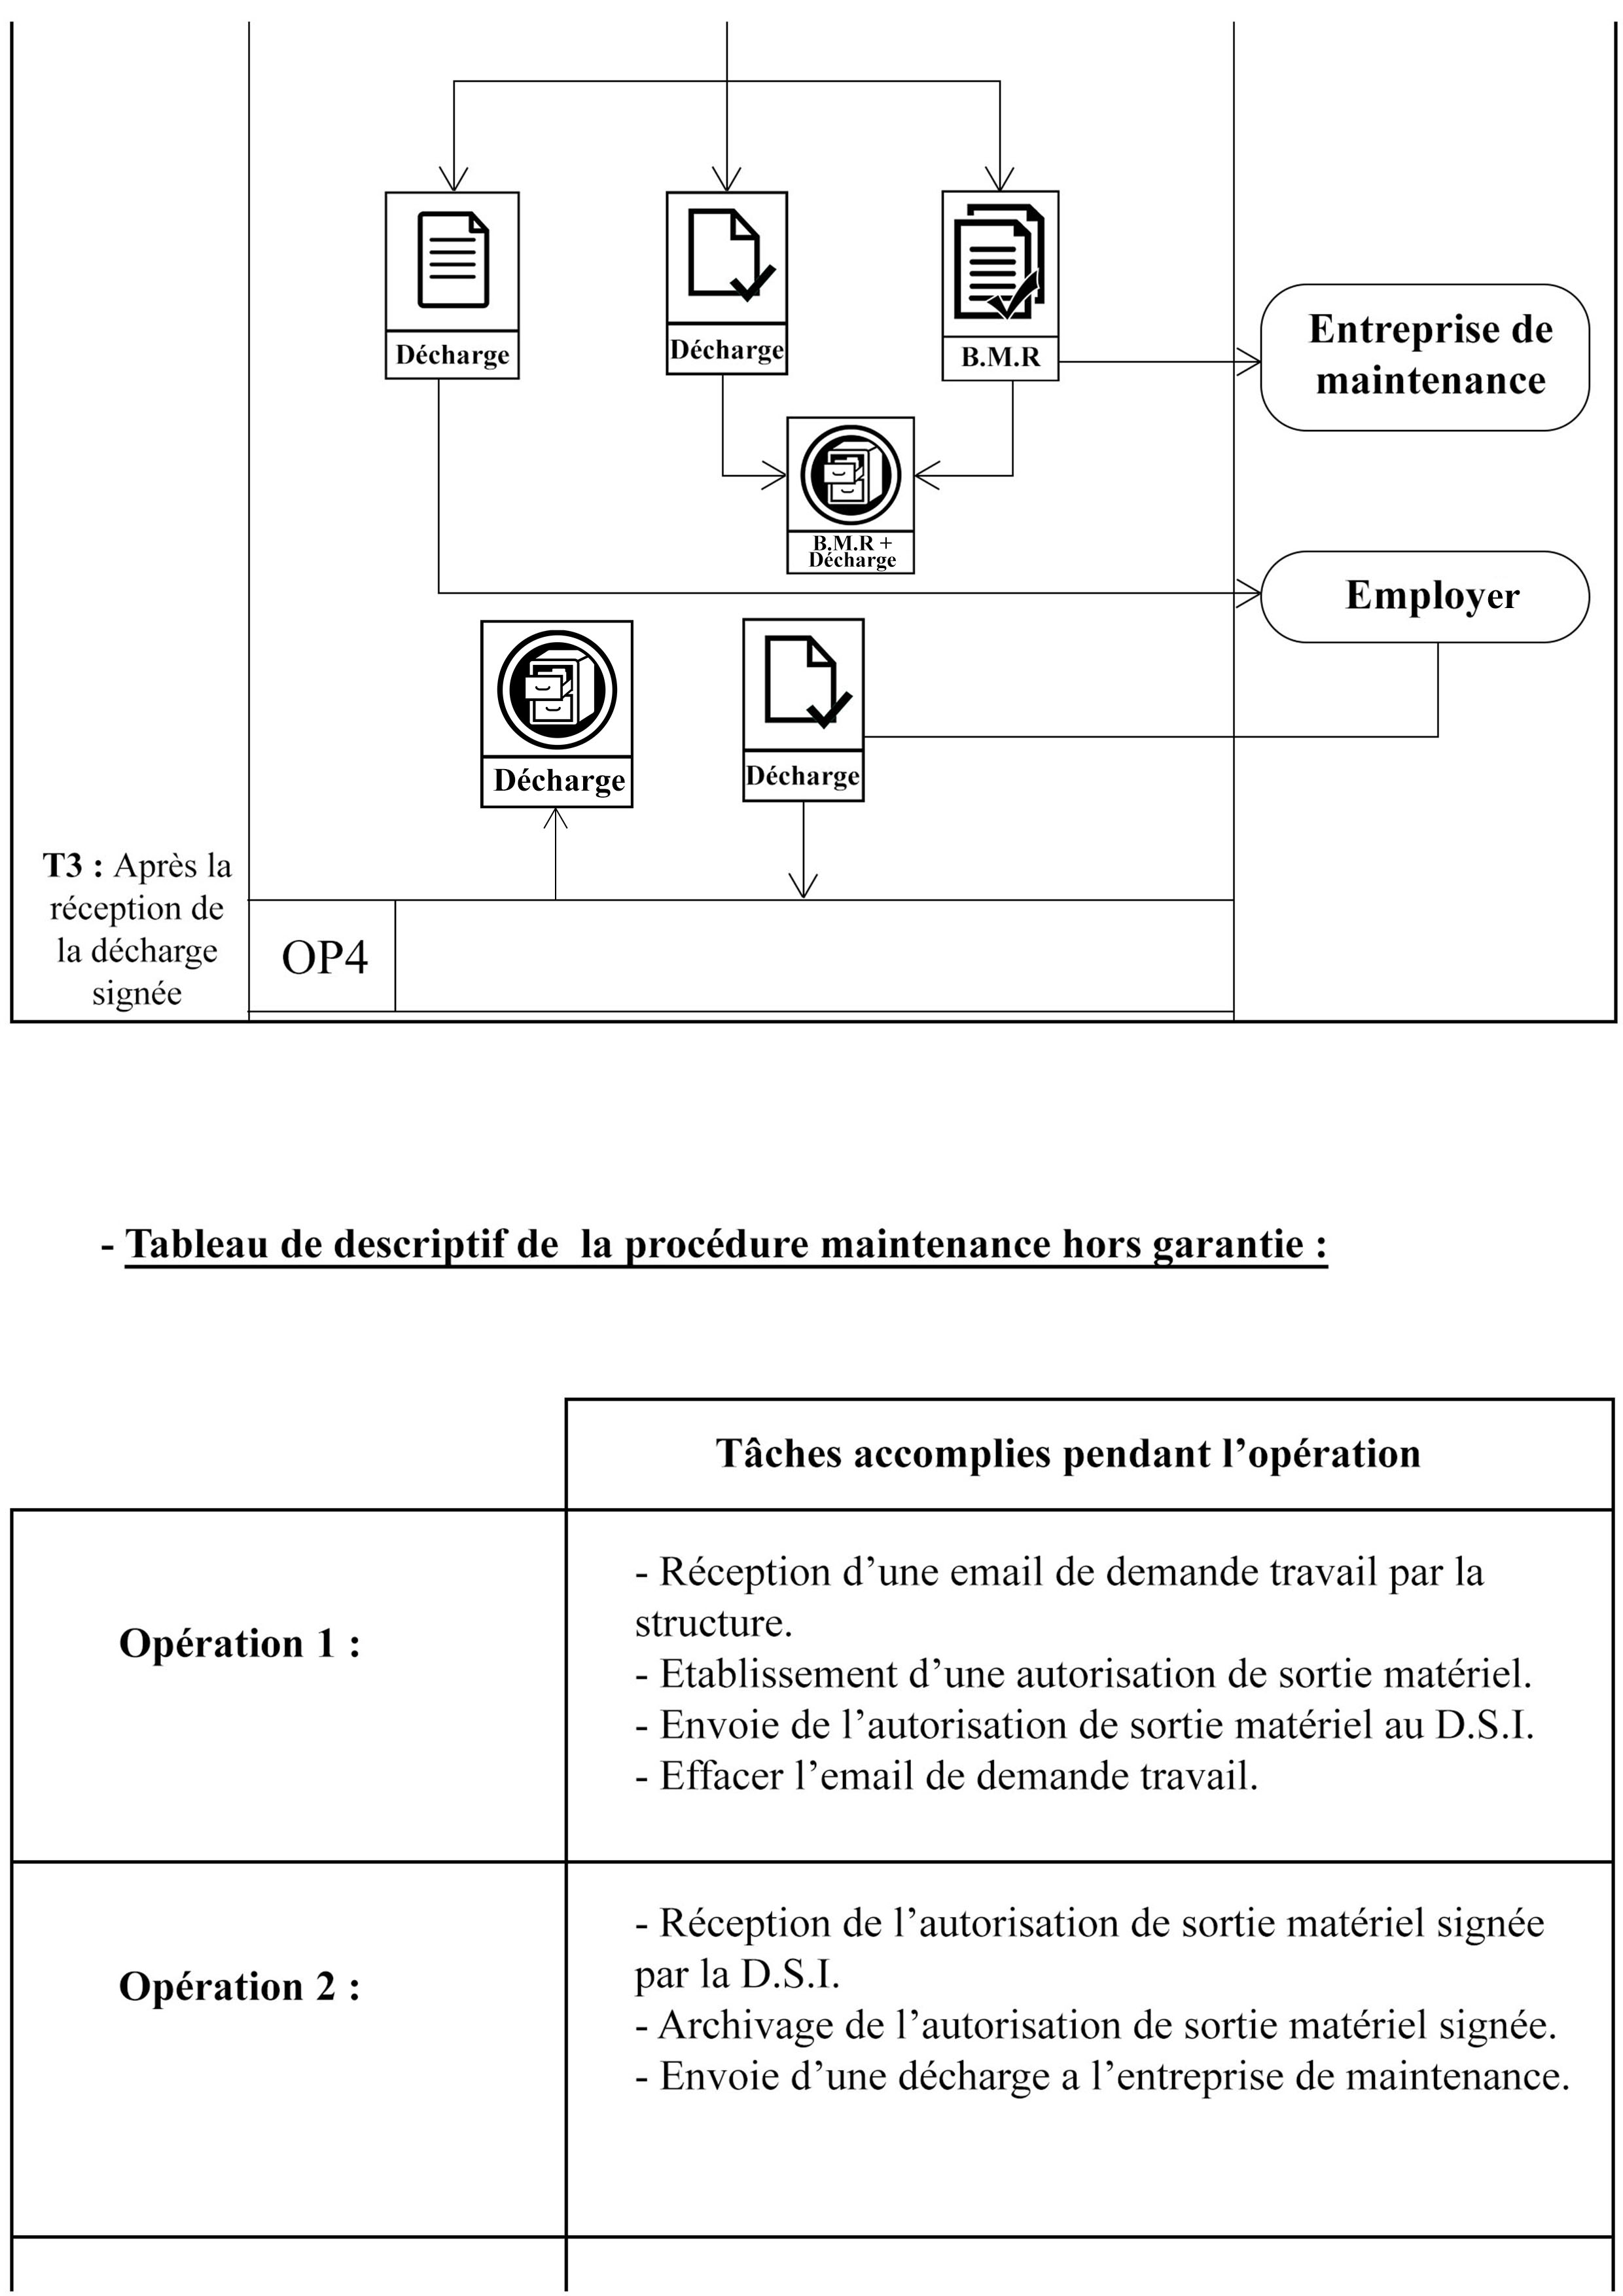 Décharge
Décharge
B.M.R
Entreprise de
maintenance
B.M.R +
Décharge
Employer
Décharge
Décharge
T3 : Après la
réception de
la décharge
signée
OP4
- Tableau de descriptif de la procédure maintenance hors garantie :
Tâches accomplies pendant l’opération
Opération 1 :
- Réception d’une email de demande travail par la
structure.
- Etablissement d’une autorisation de sortie matériel.
- Envoie de l’autorisation de sortie matériel au D.S.I.
- Effacer l’email de demande travail.
Opération 2 :
- Réception de l’autorisation de sortie matériel signée
par la D.S.I.
- Archivage de l’autorisation de sortie matériel signée.
- Envoie d’une décharge a l’entreprise de maintenance.